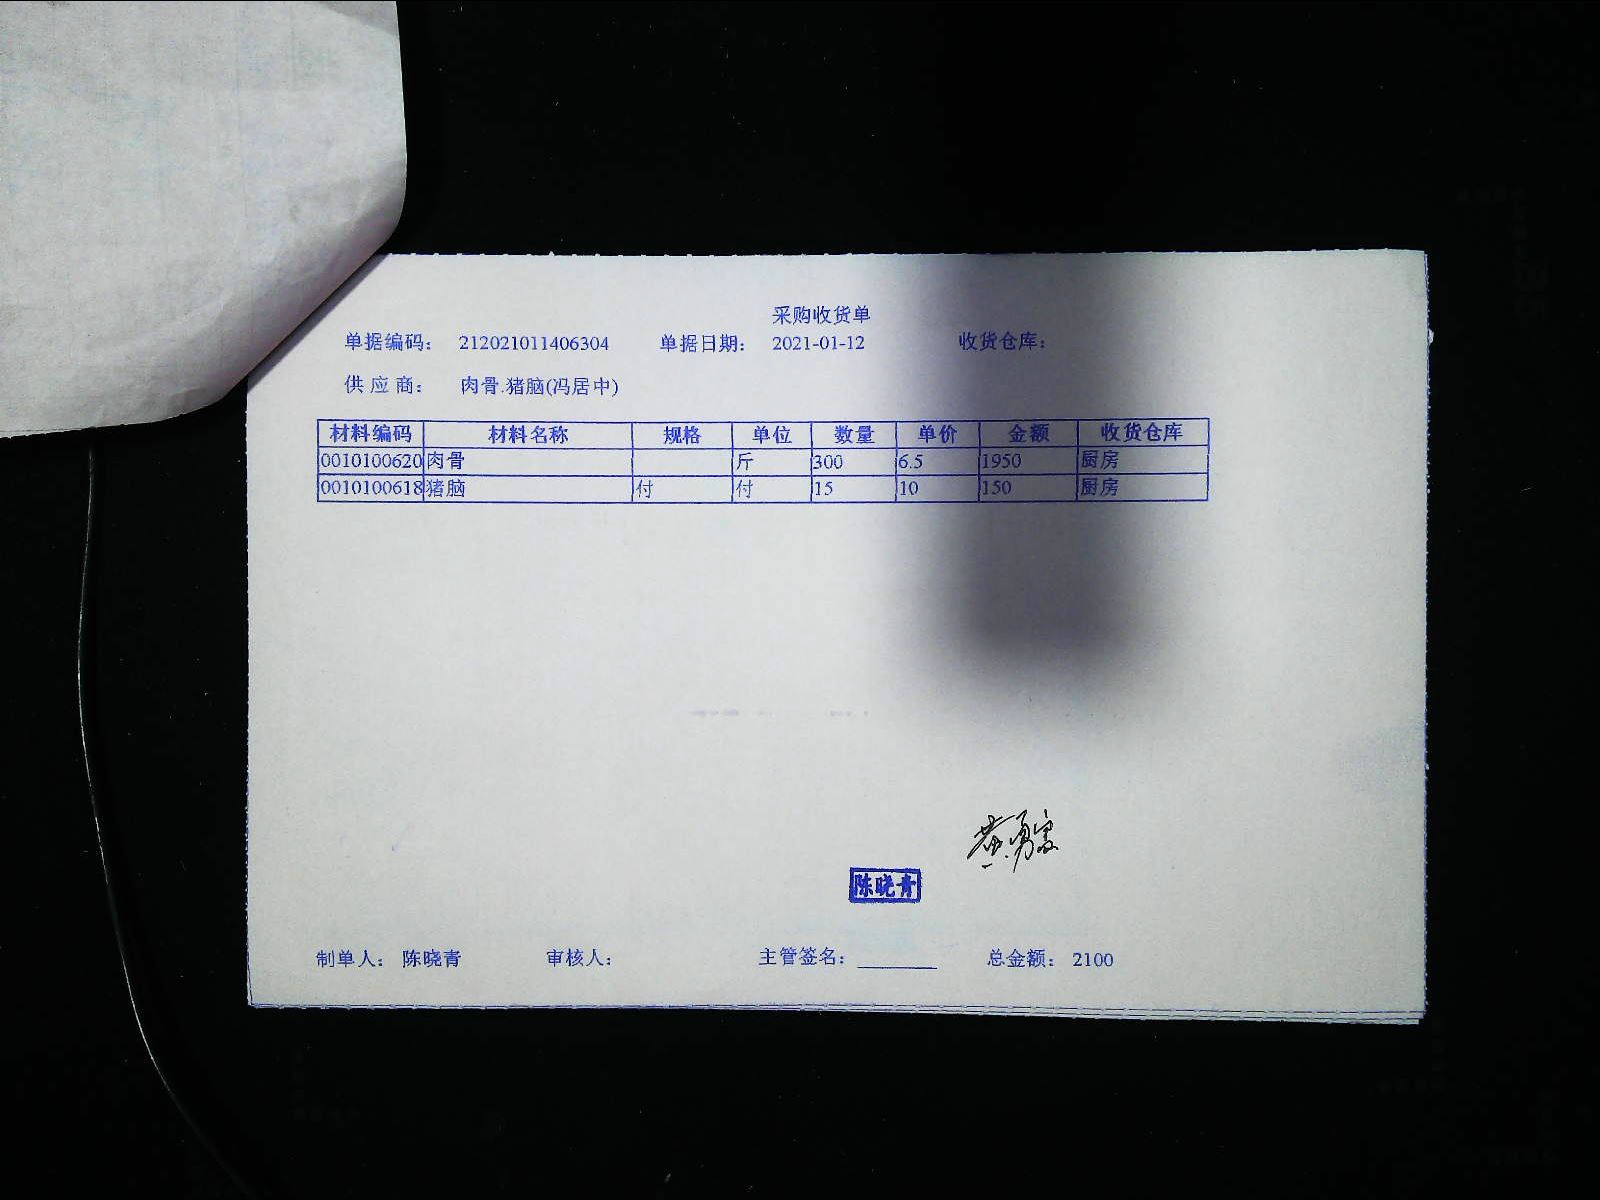 采购收货单
单据编码： 212021011406304 单据日期： 2021-01-12 收货仓库：
供 应 商： 肉骨.猪脑(冯居中)
材料编码 材料名称 规格 单位 数量 单价 金额 收货仓库
0010100620 肉骨 斤 300 6.5 1950 厨房
0010100618 猪脑 付 付 15 10 150 厨房
陈晓青
制单人： 陈晓青 审核人： 主管签名：________ 总金额： 2100